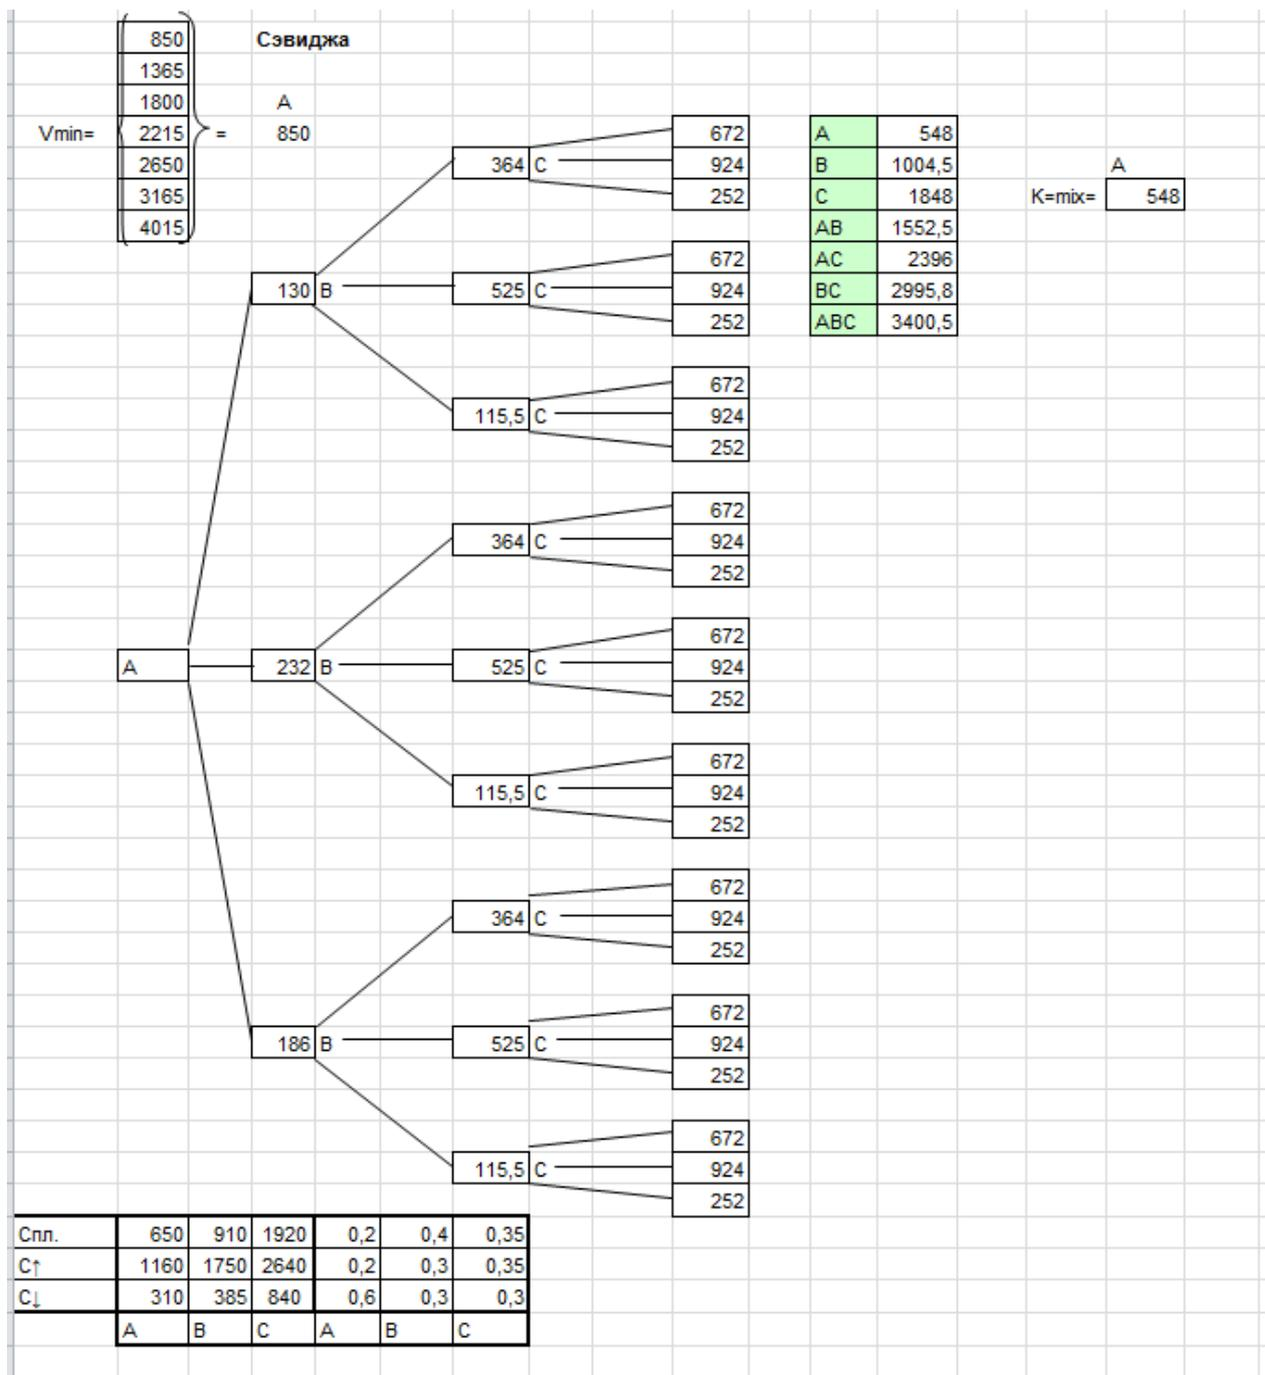 850 Сэвиджа
1365
1800 A
Vmin= 2215 = 850 672 A 548
2650 364 C 924 B 1004,5 A
3165 252 C 1848 K=mix= 548
4015 AB 1552,5
672 AC 2396
130 B 525 C 924 BC 2995,8
252 ABC 3400,5
672
115,5 C 924
252
672
364 C 924
252
672
A 232 B 525 C 924
252
672
115,5 C 924
252
672
364 C 924
252
672
186 B 525 C 924
252
672
115,5 C 924
252
Спл. 650 910 1920 0,2 0,4 0,35
С↑ 1160 1750 2640 0,2 0,3 0,35
С↓ 310 385 840 0,6 0,3 0,3
A B C A B C